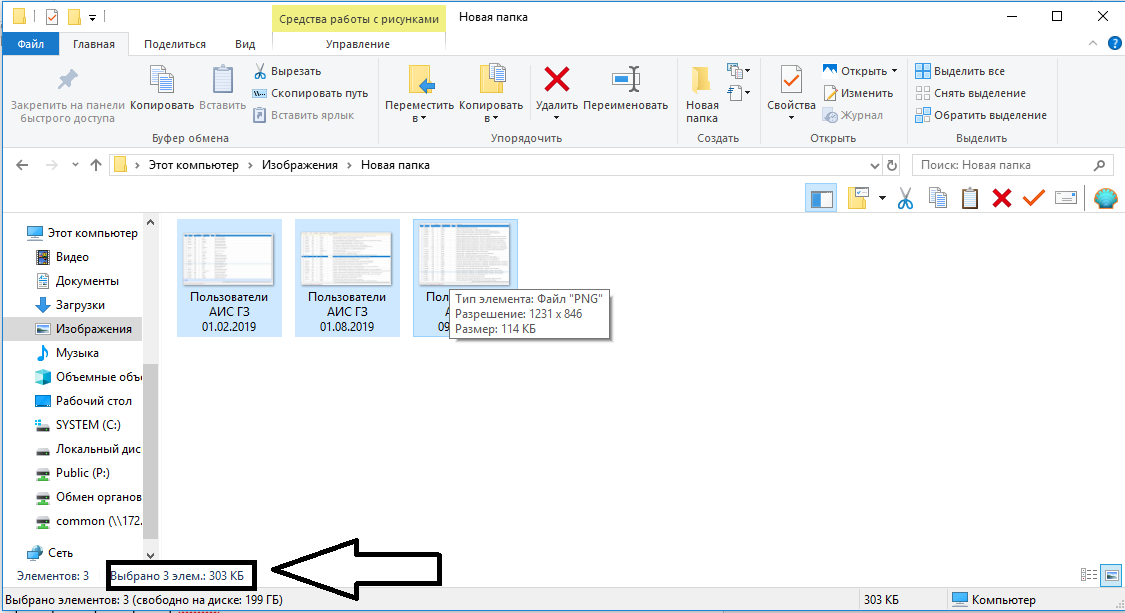 Средства работы с рисунками
Новая папка
Файл
Главная
Поделиться
Вид
Управление
Закрепить на панели
быстрого доступа
Копировать
Вставить
Вырезать
Скопировать путь
Вставить ярлык
Буфер обмена
Переместить
в
Копировать
в
Удалить
Переименовать
Упорядочить
Новая
папка
Создать
Свойства
Открыть
Изменить
Журнал
Открыть
Выделить все
Снять выделение
Обратить выделение
Выделить
Этот компьютер
Изображения
Новая папка
Поиск: Новая папка
Этот компьютер
Видео
Документы
Загрузки
Изображения
Музыка
Объемные объ
Рабочий стол
SYSTEM (C:)
Локальный дис
Public (P:)
Обмен органов
common (\\172.
Сеть
Пользователи
АИС ГЗ
01.02.2019
Пользователи
АИС ГЗ
01.08.2019
Пол
А
09
Тип элемента: Файл "PNG"
Разрешение: 1231 x 846
Размер: 114 КБ
Элементов: 3
Выбрано 3 элем.: 303 КБ
Выбрано элементов: 3 (свободно на диске: 199 ГБ)
303 КБ
Компьютер